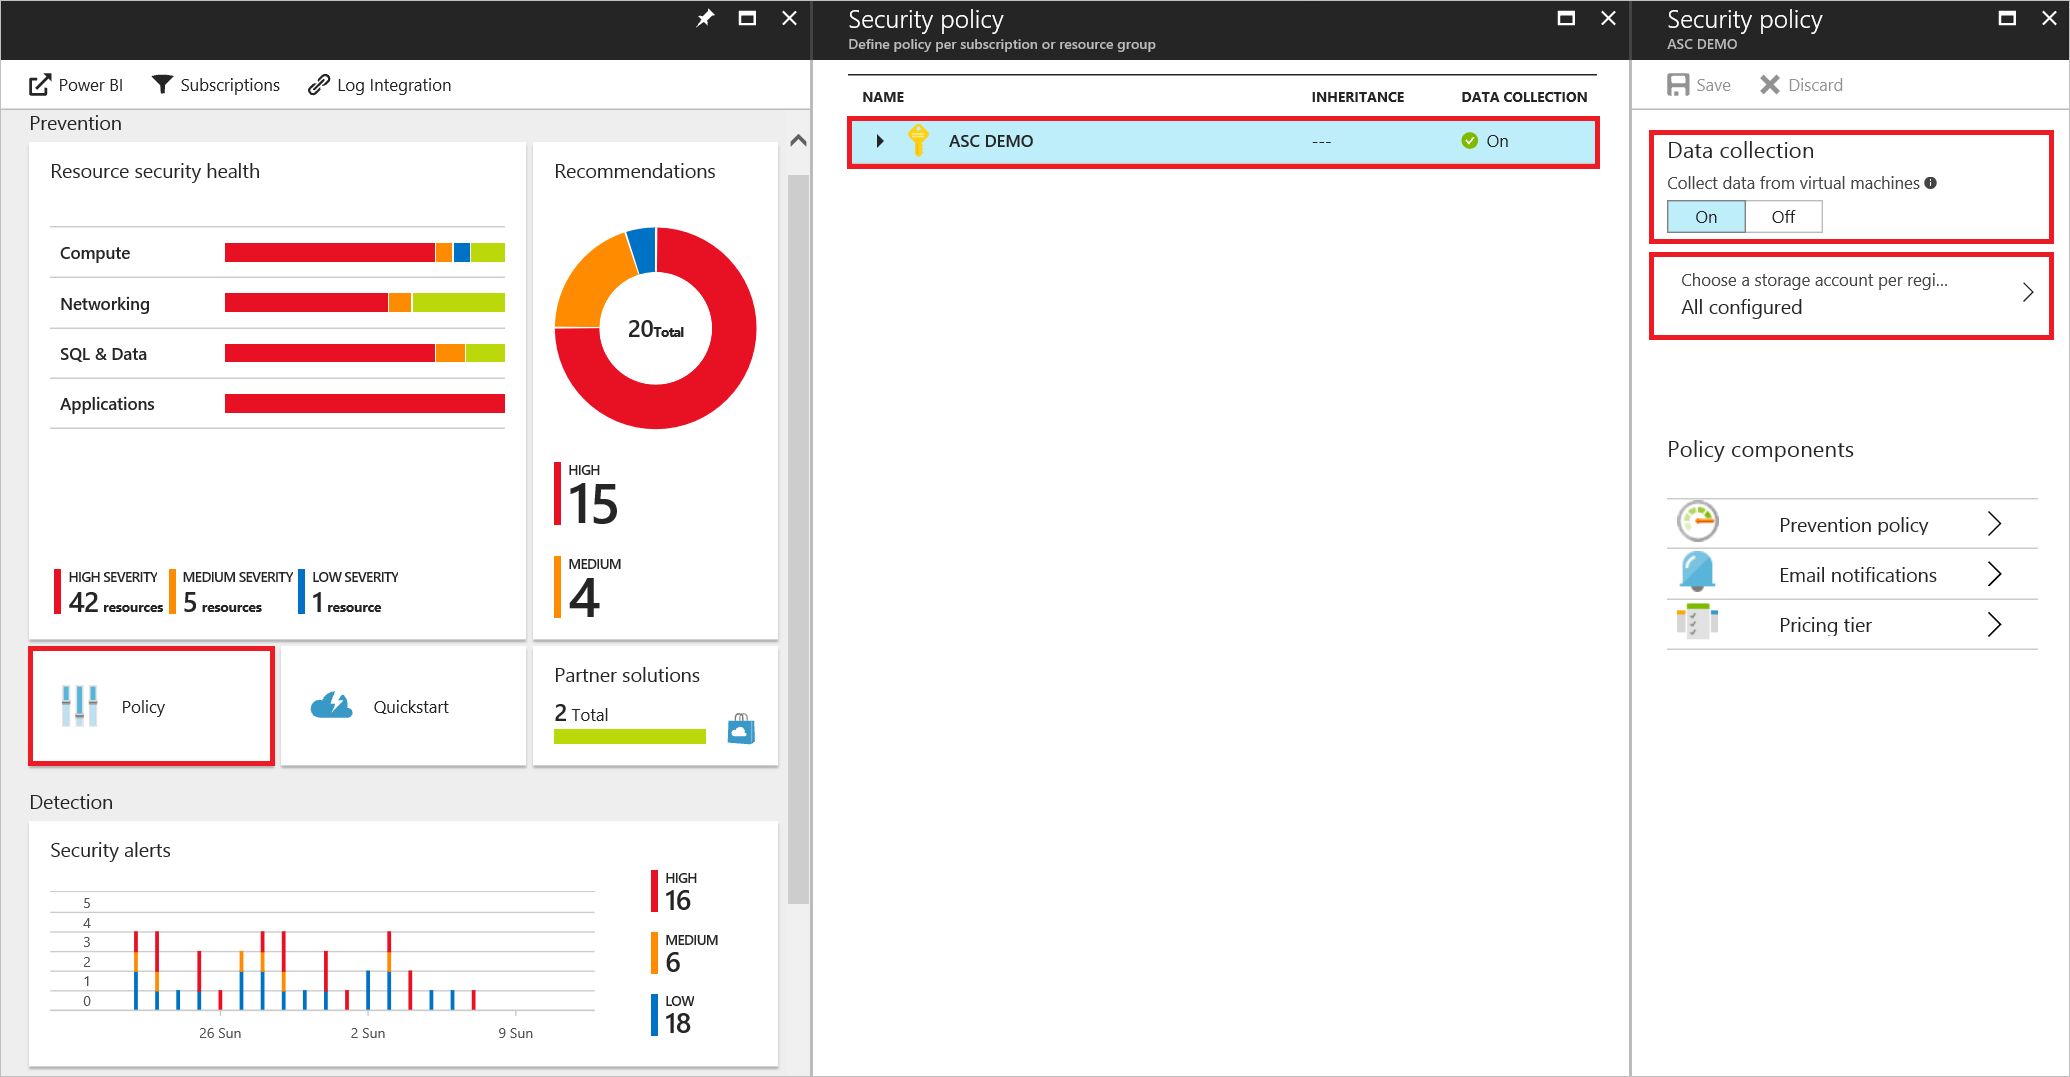 Power BI
Subscriptions
Log Integration
Prevention
Resource security health
Compute
Networking
SQL & Data
Applications
HIGH SEVERITY
42 resources
MEDIUM SEVERITY
5 resources
LOW SEVERITY
1 resource
Recommendations
20Total
HIGH
15
MEDIUM
4
Policy
Quickstart
Partner solutions
2 Total
Detection
Security alerts
5
4
3
2
1
0
26 Sun
2 Sun
9 Sun
HIGH
16
MEDIUM
6
LOW
18
Security policy
Define policy per subscription or resource group
NAME INHERITANCE DATA COLLECTION
ASC DEMO --- On
Security policy
ASC DEMO
Save Discard
Data collection
Collect data from virtual machines
On Off
Choose a storage account per regi...
All configured
Policy components
Prevention policy
Email notifications
Pricing tier